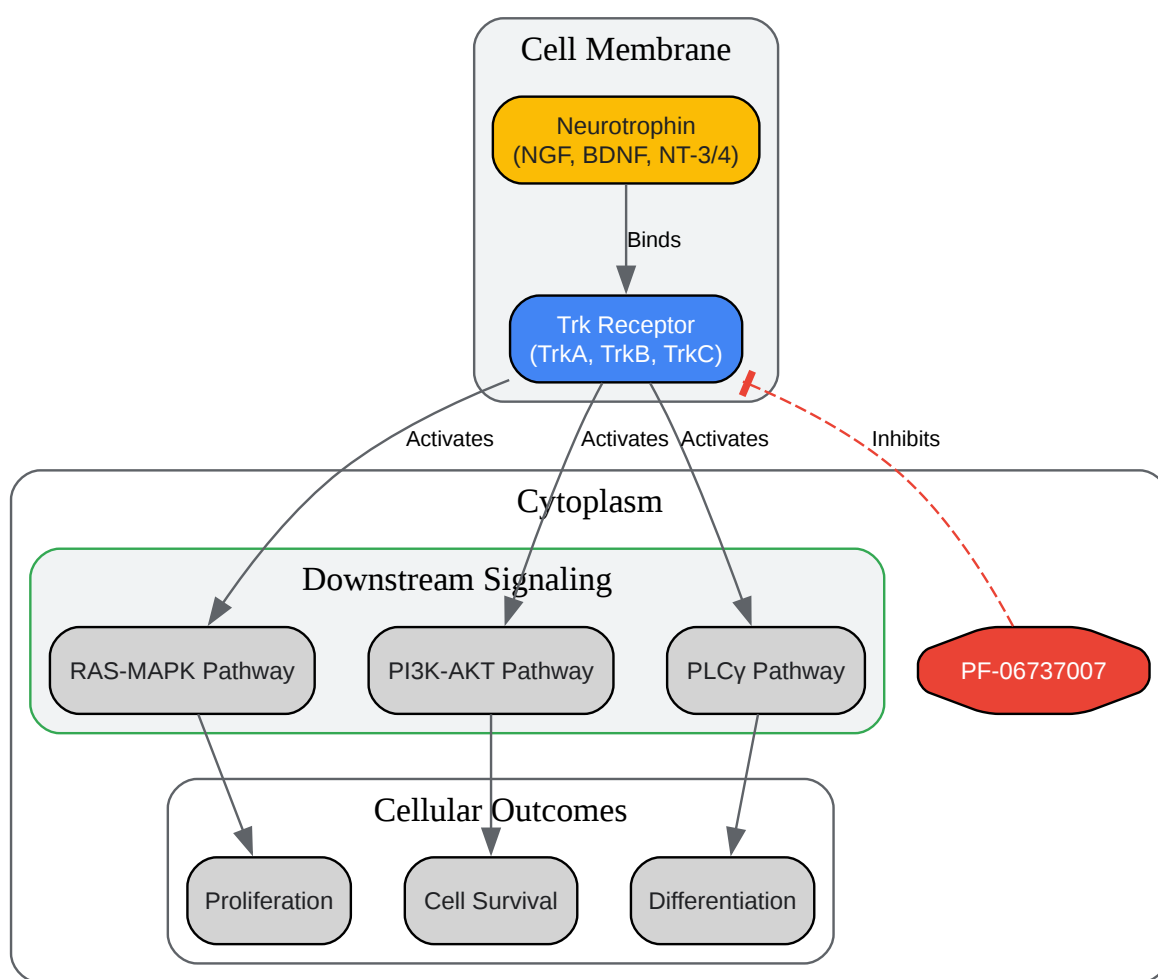 Cell Membrane
Neurotrophin
(NGF, BDNF, NT-3/4)
Binds
Trk Receptor
(TrkA, TrkB, TrkC)
Activates
Activates
Activates
Inhibits
Cytoplasm
Downstream Signaling
RAS-MAPK Pathway
PI3K-AKT Pathway
PLCγ Pathway
PF-06737007
Cellular Outcomes
Proliferation
Cell Survival
Differentiation